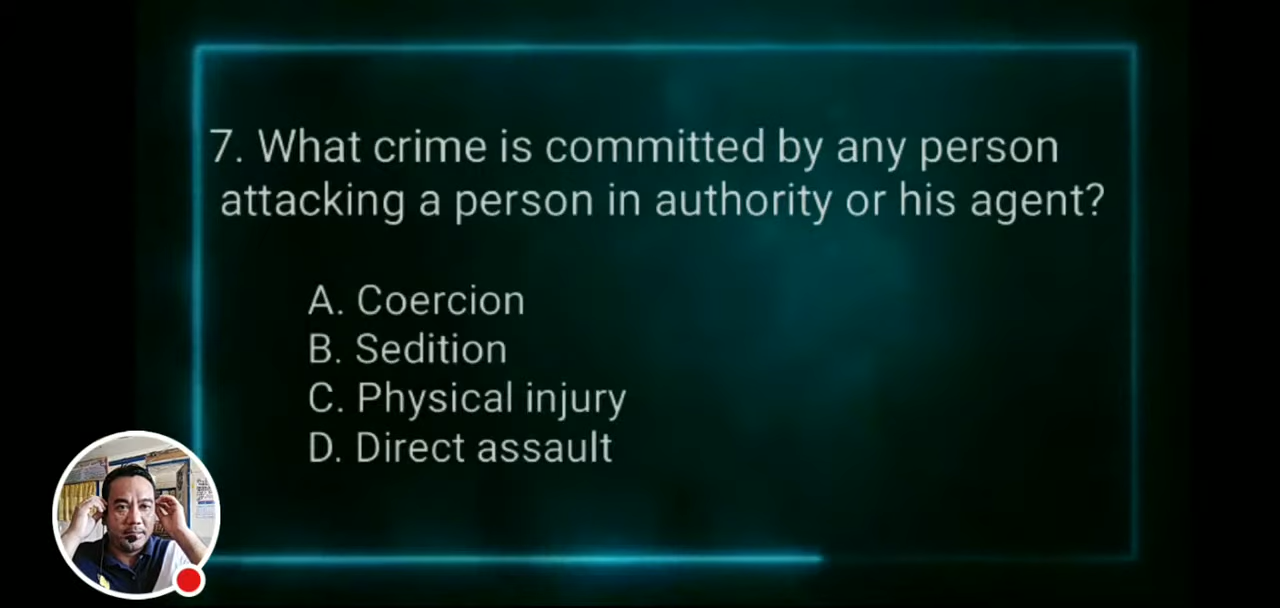 7. What crime is committed by any person
attacking a person in authority or his agent?
A. Coercion
B. Sedition
C. Physical injury
D. Direct assault